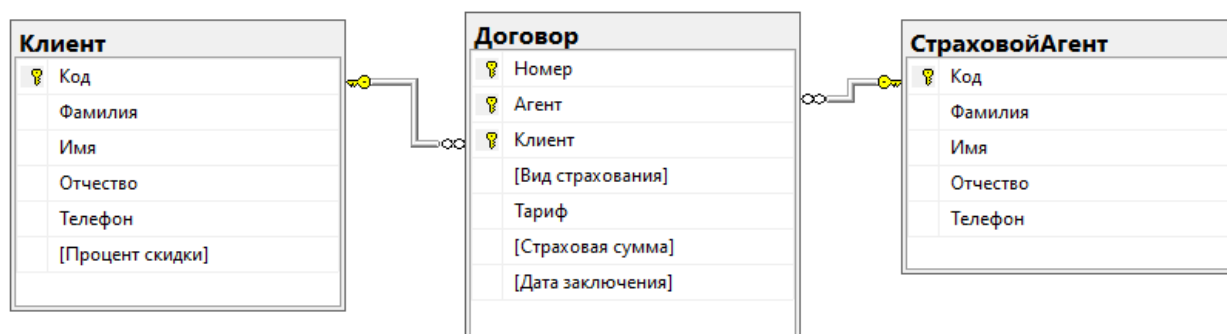 Клиент
Код
Фамилия
Имя
Отчество
Телефон
[Процент скидки]
Договор
Номер
Агент
Клиент
[Вид страхования]
Тариф
[Страховая сумма]
[Дата заключения]
СтраховойАгент
Код
Фамилия
Имя
Отчество
Телефон